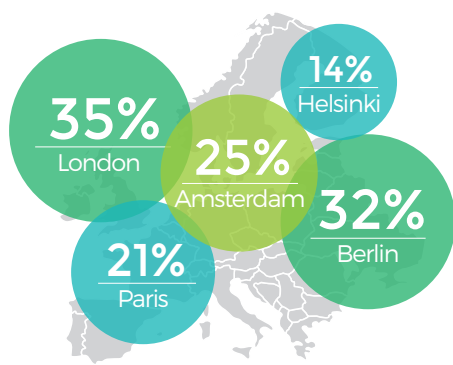 35%
London
14%
Helsinki
25%
Amsterdam
32%
Berlin
21%
Paris